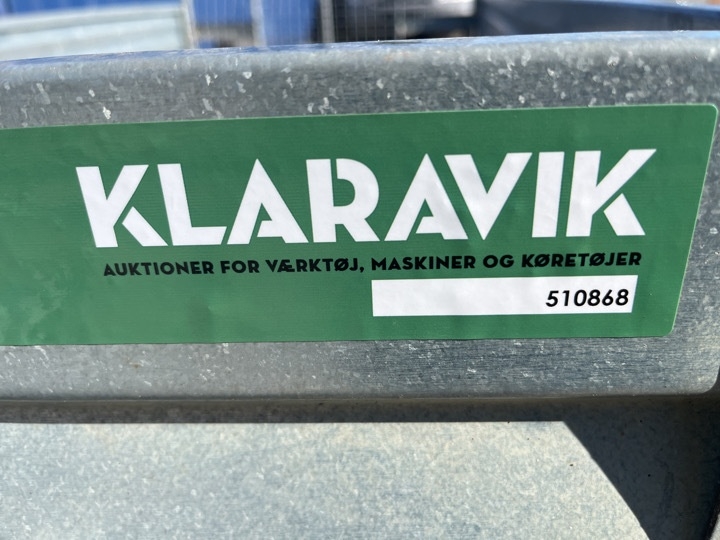 KLARAVIK
AUKTIONER FOR VÆRKTØJ, MASKINER OG KØRETØJER
510868